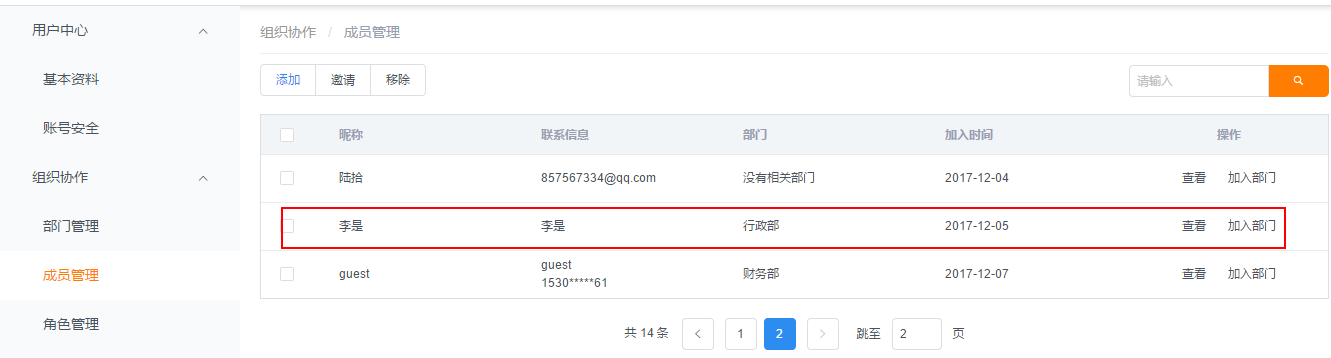 用户中心
基本资料
账号安全
组织协作
部门管理
成员管理
角色管理
组织协作 / 成员管理
添加 邀请 移除 请输入
昵称 联系信息 部门 加入时间 操作
陆拾 857567334@qq.com 没有相关部门 2017-12-04 查看 加入部门
李是 李是 行政部 2017-12-05 查看 加入部门
guest guest 1530*****61 财务部 2017-12-07 查看 加入部门
共 14 条 < 1 2 > 跳至 2 页